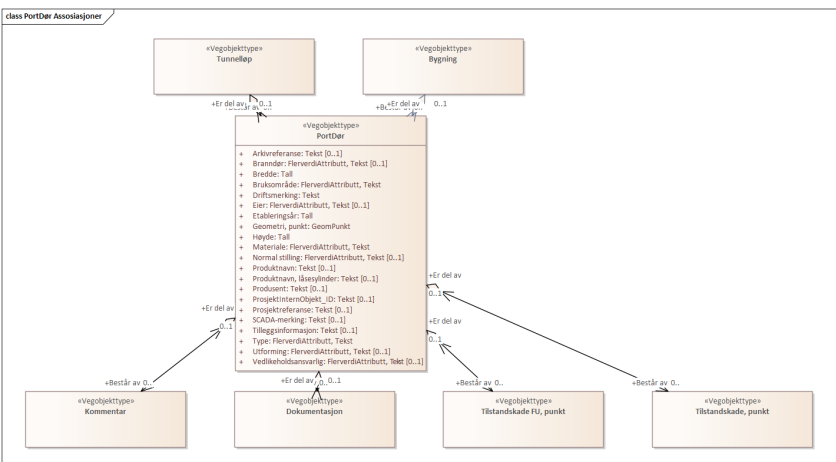 class PortDør Assosiasjoner
«Vegobjekttype»
Tunnelløp
«Vegobjekttype»
Bygning
+Er del av 0..1
+Er del av 0..1
«Vegobjekttype»
PortDør
+ Arkivreferanse: Tekst [0..1]
+ Branndør: FlerverdiAttributt, Tekst [0..1]
+ Bredde: Tall
+ Bruksområde: FlerverdiAttributt, Tekst
+ Driftsmerking: Tekst
+ Eier: FlerverdiAttributt, Tekst [0..1]
+ Etableringsår: Tall
+ Geometri, punkt: GeomPunkt
+ Høyde: Tall
+ Materiale: FlerverdiAttributt, Tekst
+ Normal stilling: FlerverdiAttributt, Tekst [0..1]
+ Produktnavn: Tekst [0..1]
+ Produktnavn, låsesylinder: Tekst [0..1]
+ Produsent: Tekst [0..1]
+ ProsjektInternObjekt_ID: Tekst [0..1]
+ Prosjektreferanse: Tekst [0..1]
+ SCADA-merking: Tekst [0..1]
+ Tilleggsinformasjon: Tekst [0..1]
+ Type: FlerverdiAttributt, Tekst
+ Utforming: FlerverdiAttributt, Tekst [0..1]
+ Vedlikeholdsansvarlig: FlerverdiAttributt, Tekst [0..1]
+Er del av
0..1
+Er del av
0..1
+Er del av
0..1
+Er del av 0..1
+Består av 0..
+Består av 0..
+Består av 0..
«Vegobjekttype»
Kommentar
«Vegobjekttype»
Dokumentasjon
«Vegobjekttype»
Tilstandskade FU, punkt
«Vegobjekttype»
Tilstandskade, punkt